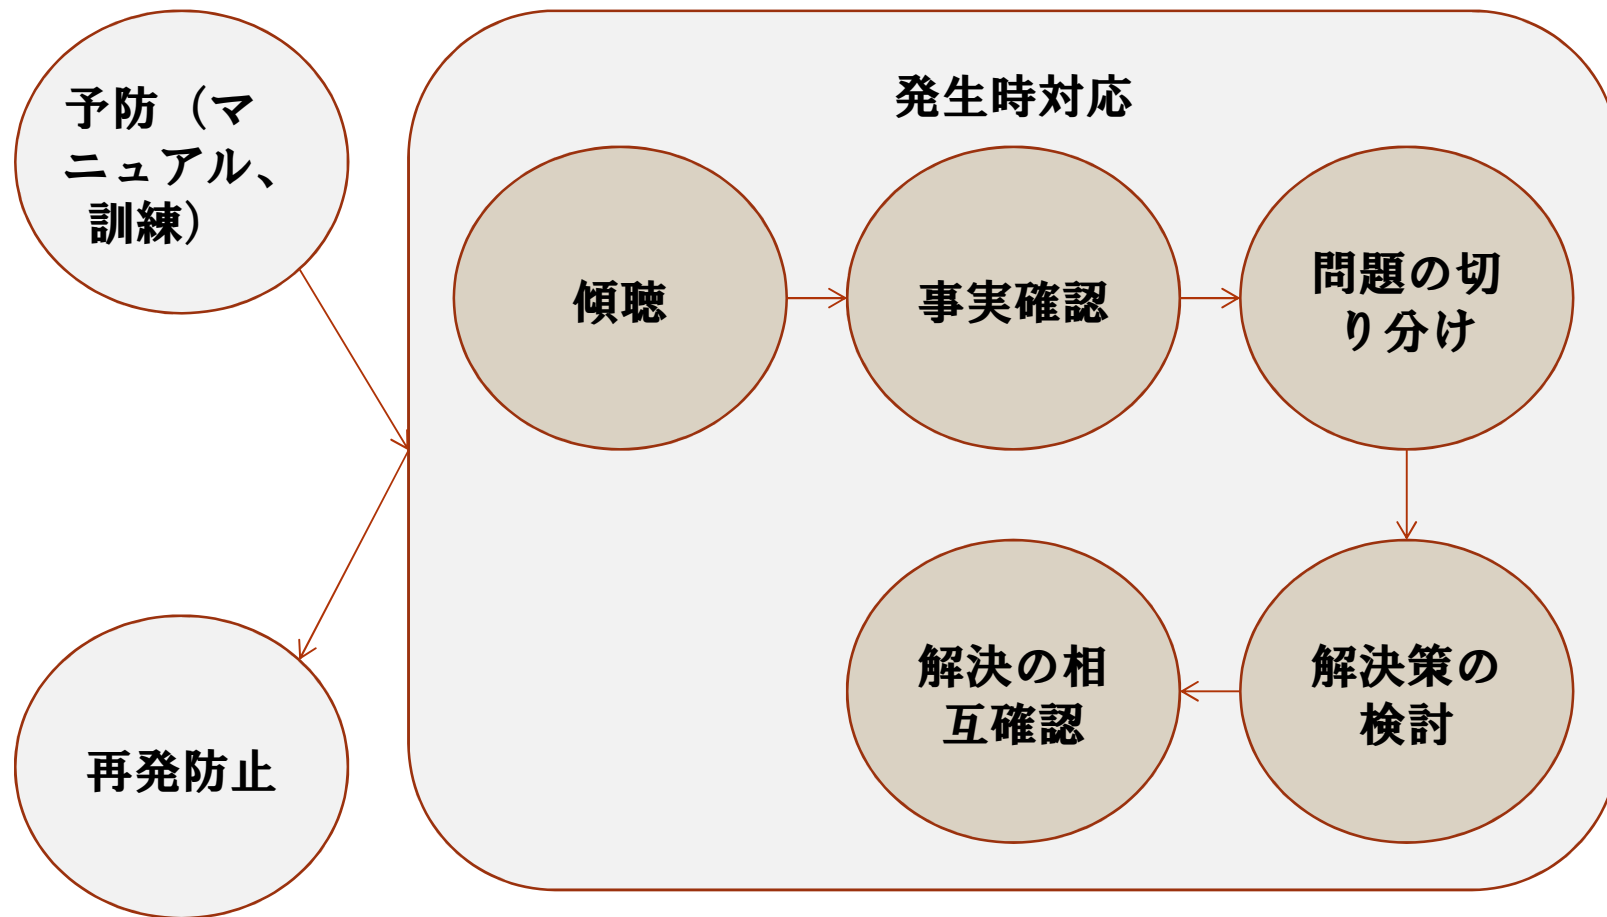 予防（マ
ニュアル、
訓練）
発生時対応
傾聴
事実確認
問題の切
り分け
解決の相
互確認
解決策の
検討
再発防止